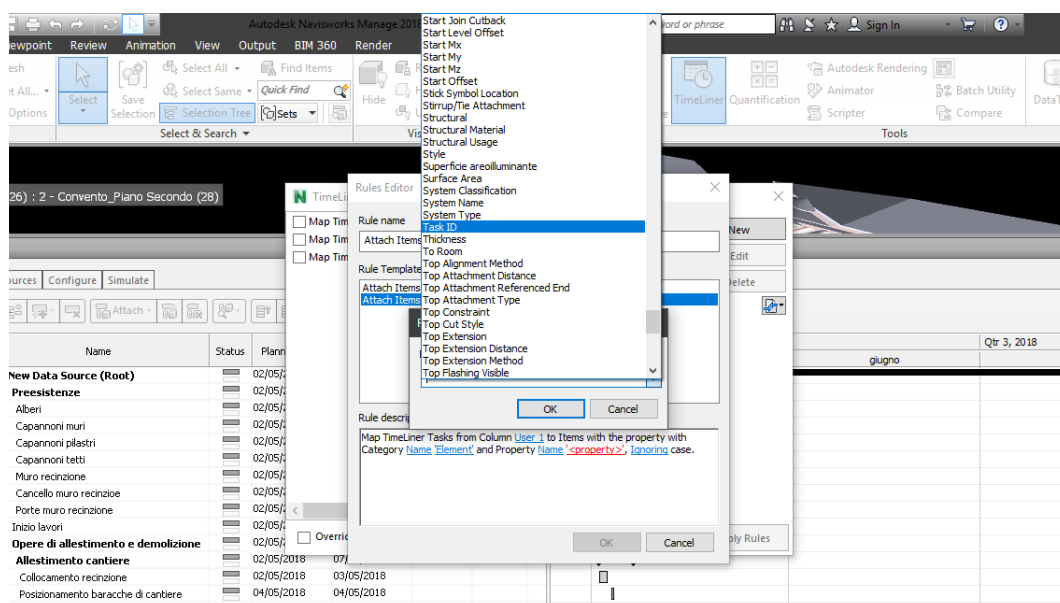 Autodesk Navisworks Manage 2018
ord or phrase
Sign In
ewpoint Review Animation View Output BIM 360 Render
esh
Select All
Find Items
Autodesk Rendering
t All...
Select
Save
Selection
Select Same
Quick Find
Hide
TimeLiner
Quantification
Animator
Batch Utility
Options
Selection Tree
Sets
Scripter
Compare
Select & Search
Vis
Tools
Start Join Cutback
Start Level Offset
Start Mx
Start My
Start Mz
Start Offset
Stick Symbol Location
Stirrup/Tie Attachment
Structural
Structural Material
Structural Usage
Style
Superficie areoilluminante
Surface Area
System Classification
System Name
System Type
Task ID
Thickness
To Room
Top Alignment Method
Top Attachment Distance
Top Attachment Referenced End
Top Attachment Type
Top Constraint
Top Cut Style
Top Extension
Top Extension Distance
Top Extension Method
Top Flashing Visible
OK Cancel
26) : 2 - Convento_Piano Secondo (28)
TimeLi
Map Tim
Map Tim
Map Tim
New
Edit
Delete
Overric
ply Rules
Rules Editor
Rule name
Attach Items
Rule Template
Attach Items
Attach Items
Rule descri
Map TimeLiner Tasks from Column User 1 to Items with the property with
Category Name 'Element' and Property Name '<property>', Ignoring case.
OK Cancel
ources Configure Simulate
Attach
Name Status Plann
Qtr 3, 2018
giugno
New Data Source (Root) 02/05/
Preesistenze 02/05/
Alberi 02/05/
Capannoni muri 02/05/
Capannoni pilastri 02/05/
Capannoni tetti 02/05/
Muro recinzione 02/05/
Cancello muro recinzioe 02/05/
Porte muro recinzione 02/05/
Inizio lavori 02/05/
Opere di allestimento e demolizione 02/05/
Allestimento cantiere 02/05/2018 07/
Collocamento recinzione 02/05/2018 03/05/2018
Posizionamento baracche di cantiere 04/05/2018 04/05/2018